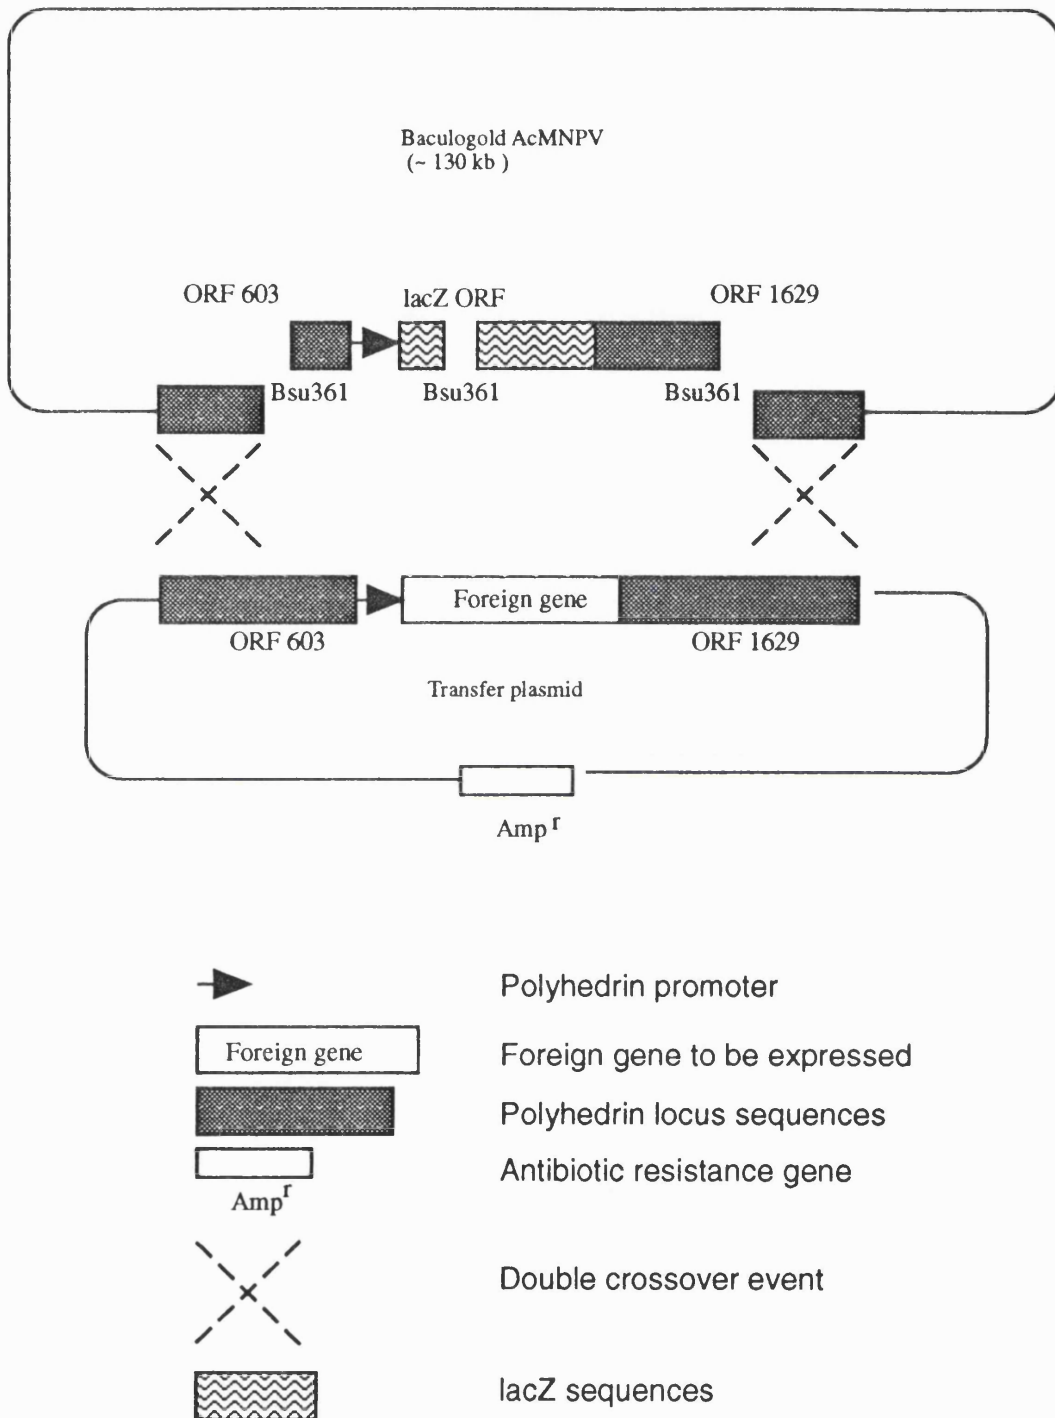 Baculogold AcMNPV
(~ 130 kb )
ORF 603
lacZ ORF
ORF 1629
Bsu361
Bsu361
Bsu361
Foreign gene
ORF 603
ORF 1629
Transfer plasmid
Amp r
Polyhedrin promoter
Foreign gene
Foreign gene to be expressed
Polyhedrin locus sequences
Antibiotic resistance gene
Amp r
Double crossover event
lacZ sequences